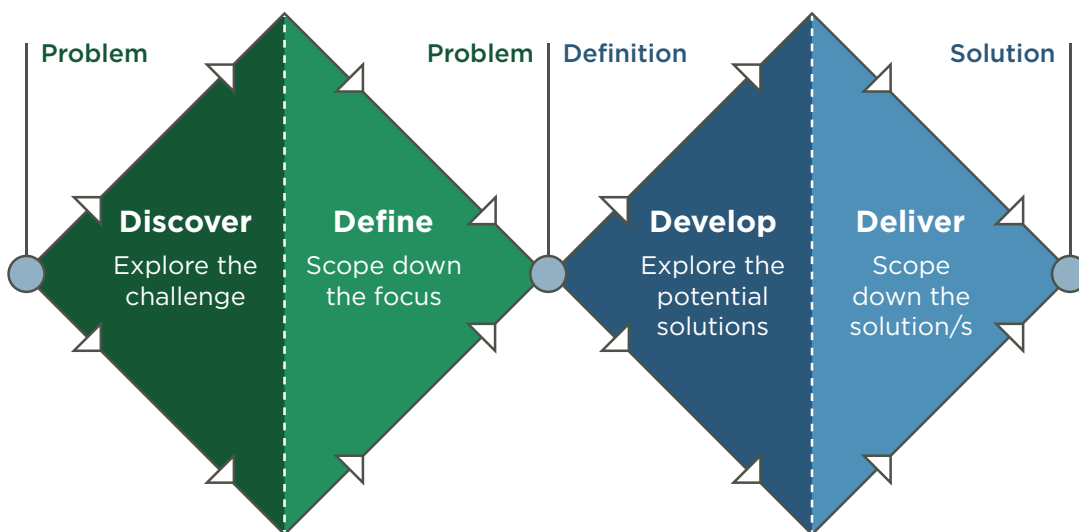 Problem
Problem
Definition
Solution
Discover
Explore the
challenge
Define
Scope down
the focus
Develop
Explore the
potential
solutions
Deliver
Scope
down the
solution/s